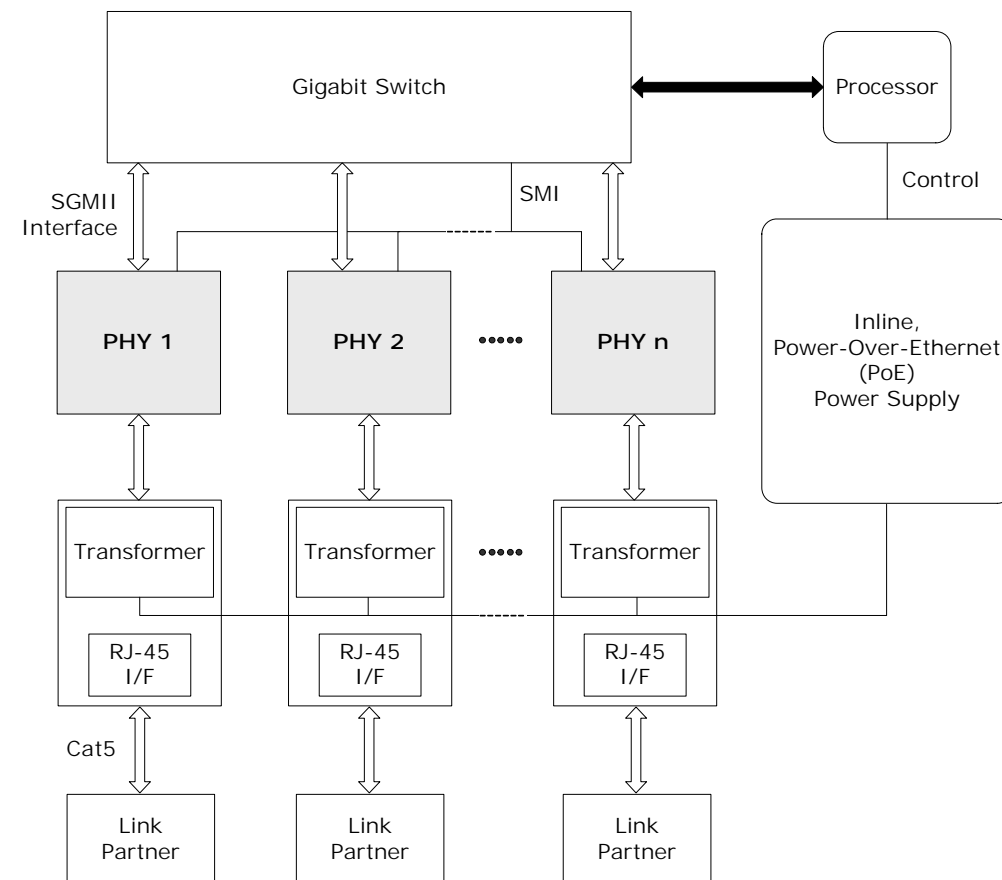 Gigabit Switch
Processor
SGMII
Interface
SMI
Control
PHY 1
PHY 2
PHY n
Inline,
Power-Over-Ethernet
(PoE)
Power Supply
Transformer
Transformer
Transformer
RJ-45
I/F
RJ-45
I/F
RJ-45
I/F
Cat5
Link
Partner
Link
Partner
Link
Partner